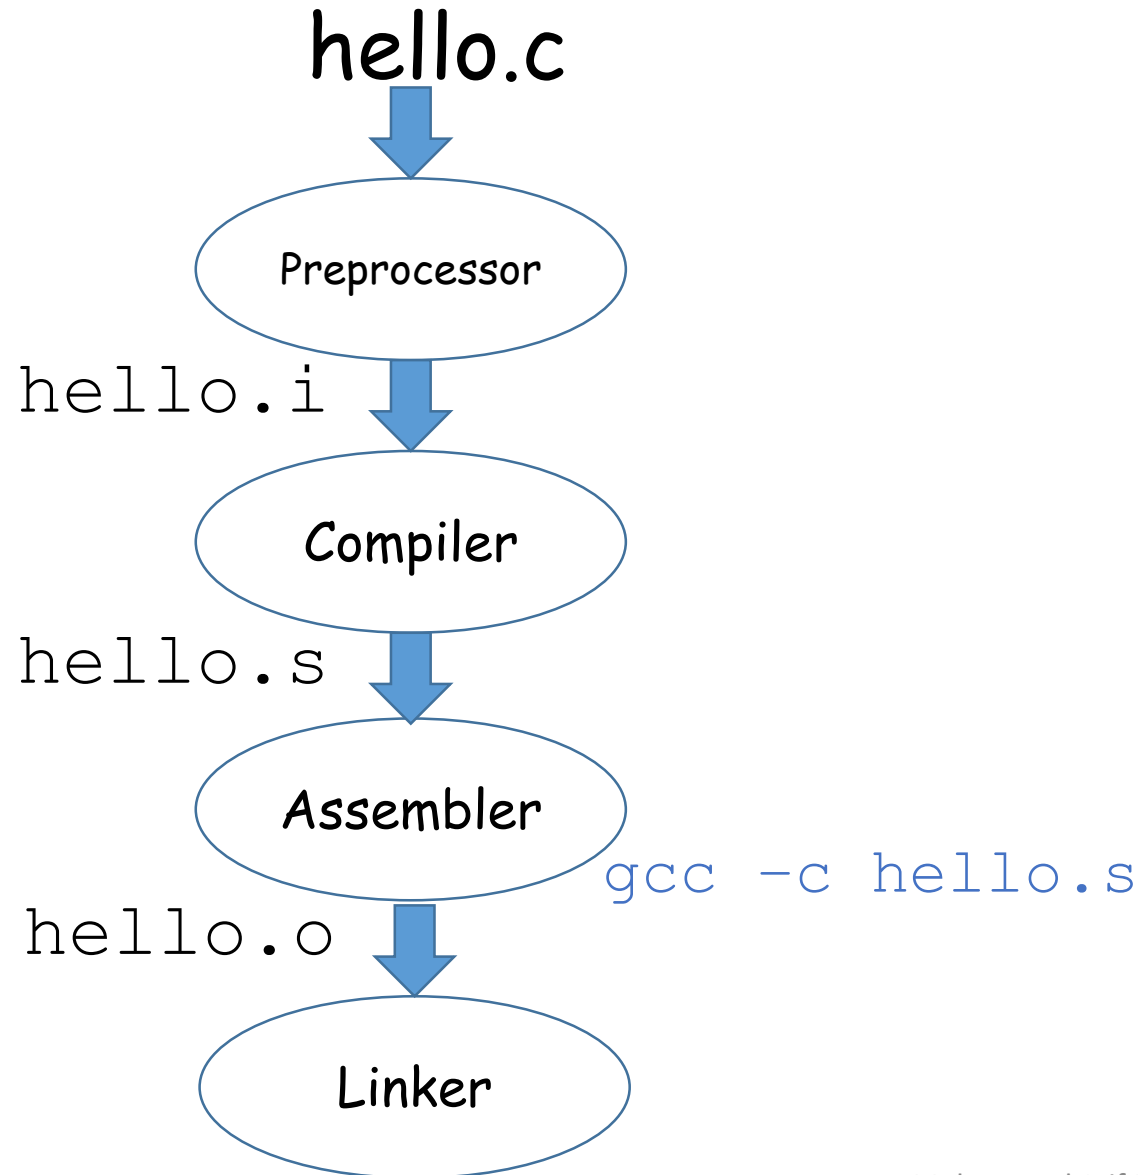 hello.c
Preprocessor
hello.i
Compiler
hello.s
Assembler
gcc -c hello.s
hello.o
Linker